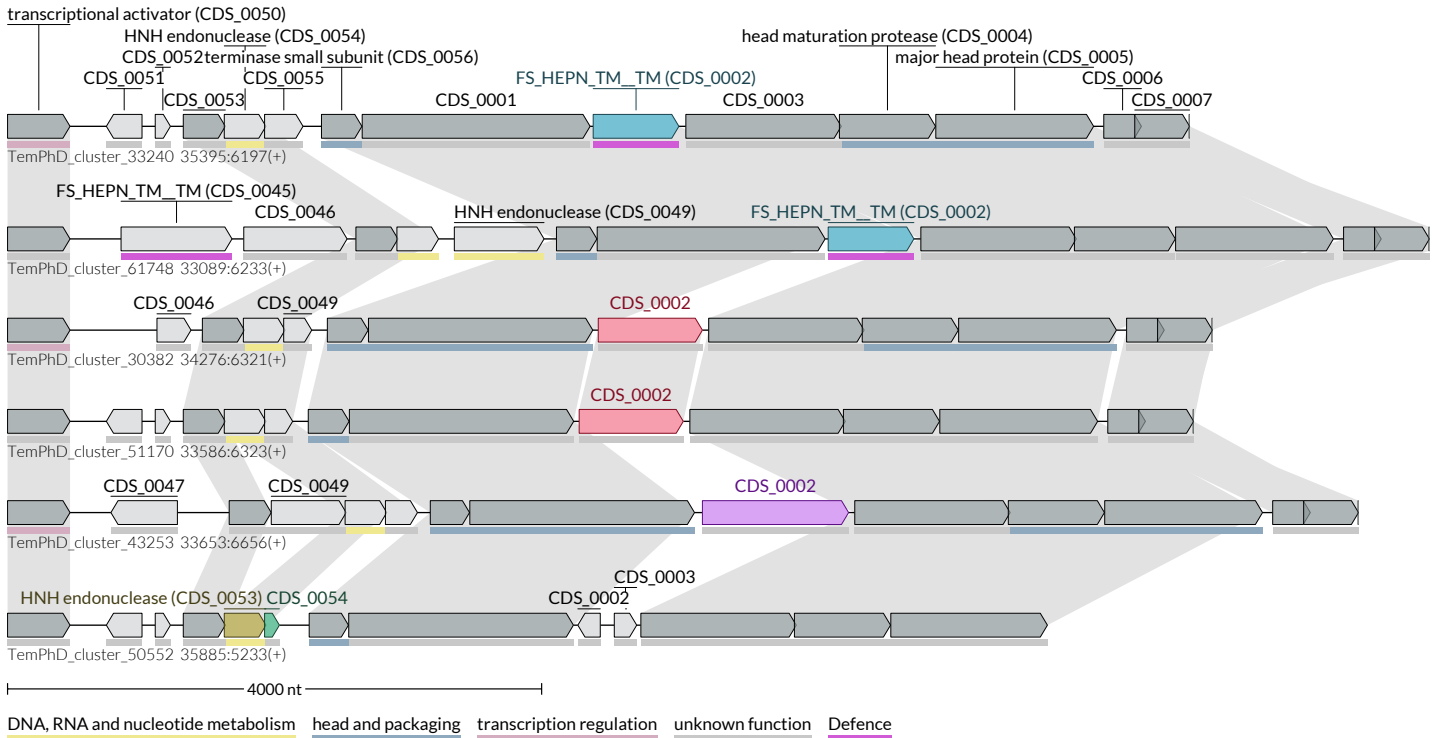 transcriptional activator (CDS_0050)
HNH endonuclease (CDS_0054)
head maturation protease (CDS_0004)
CDS_0052 terminase small subunit (CDS_0056)
major head protein (CDS_0005)
CDS_0051 CDS_0055 FS_HEPN_TM__TM (CDS_0002) CDS_0006
CDS_0053 CDS_0001 CDS_0003 CDS_0007
TemPhD_cluster_33240 35395:6197(+)
FS_HEPN_TM__TM (CDS_0045)
CDS_0046 HNH endonuclease (CDS_0049) FS_HEPN_TM__TM (CDS_0002)
TemPhD_cluster_61748 33089:6233(+)
CDS_0046 CDS_0049 CDS_0002
TemPhD_cluster_30382 34276:6321(+)
CDS_0002
TemPhD_cluster_51170 33586:6323(+)
CDS_0047 CDS_0049 CDS_0002
TemPhD_cluster_43253 33653:6656(+)
CDS_0003
HNH endonuclease (CDS_0053) CDS_0054 CDS_0002
TemPhD_cluster_50552 35885:5233(+)
4000 nt
DNA, RNA and nucleotide metabolism head and packaging transcription regulation unknown function Defence